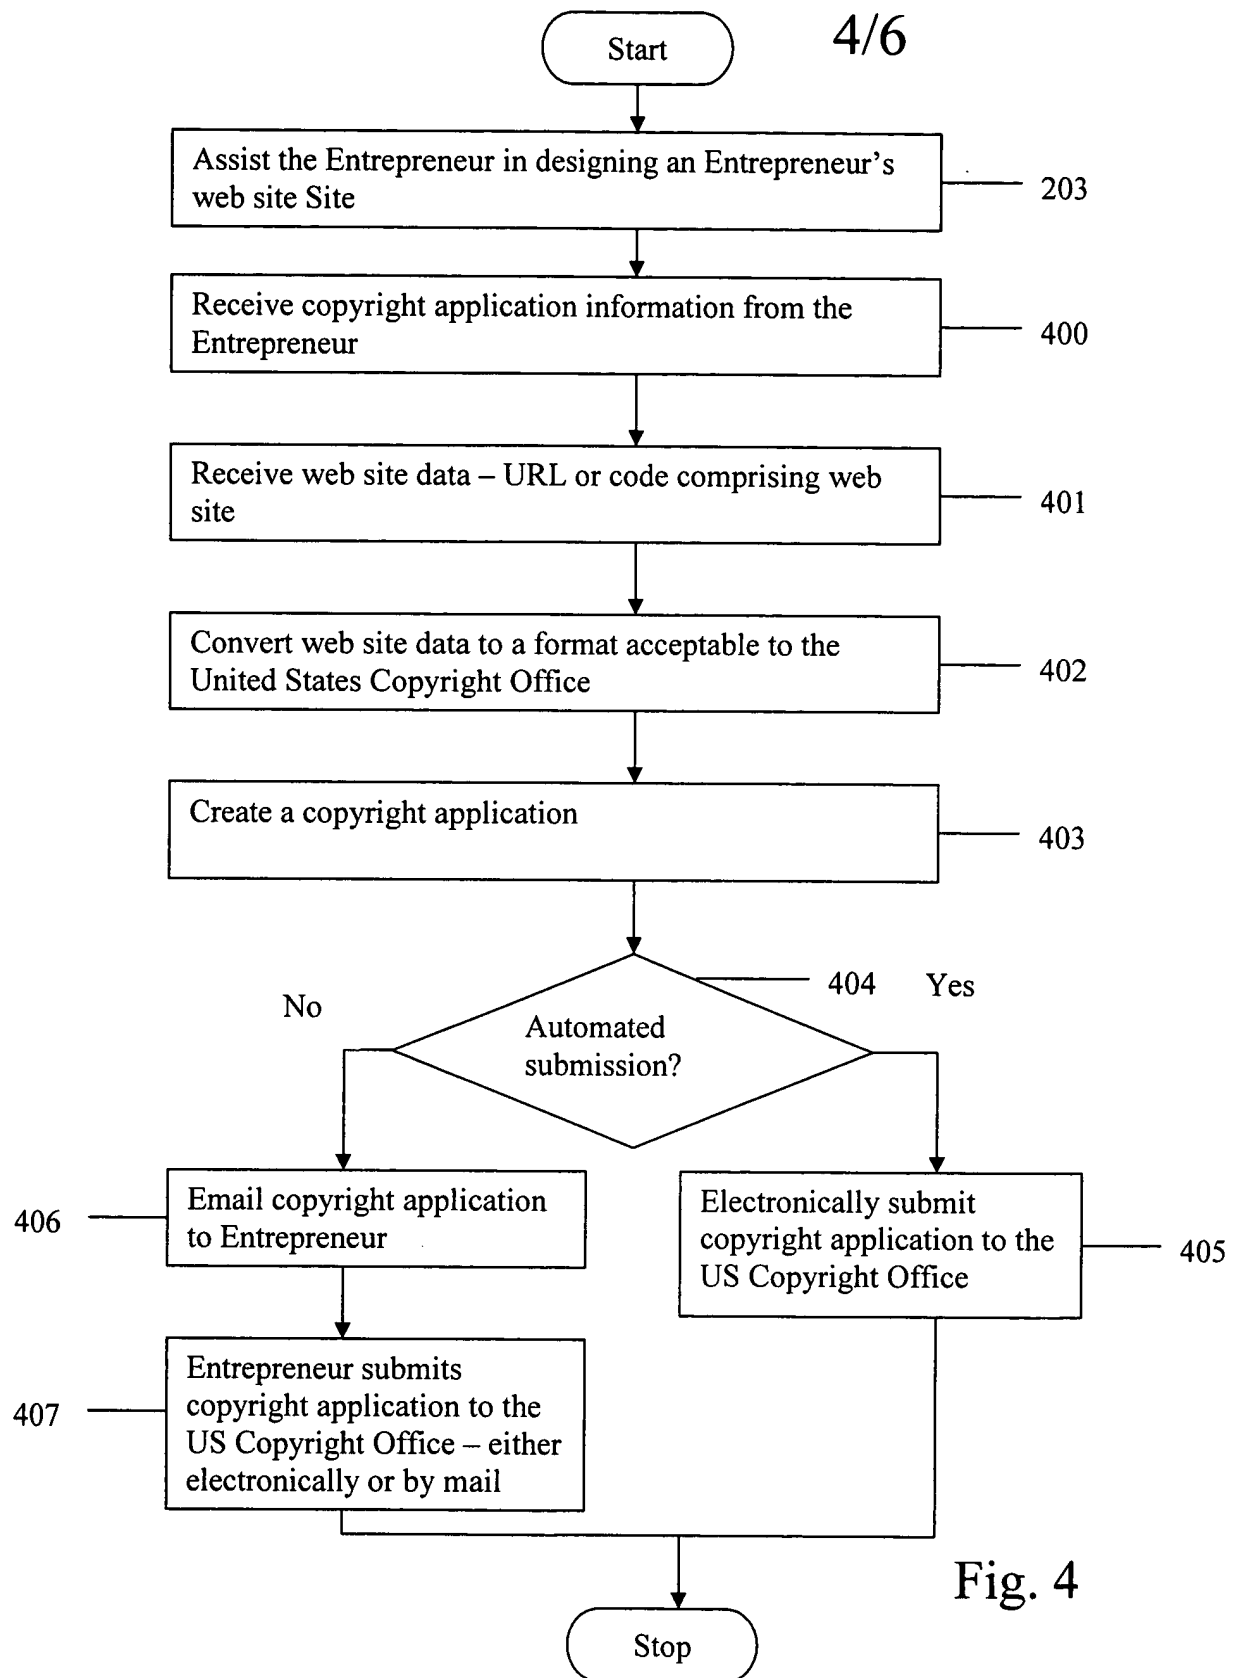 Start
4/6
Assist the Entrepreneur in designing an Entrepreneur's
web site Site
203
Receive copyright application information from the
Entrepreneur
400
Receive web site data – URL or code comprising web
site
401
Convert web site data to a format acceptable to the
United States Copyright Office
402
Create a copyright application
403
404
Yes
No
Automated
submission?
406
Email copyright application
to Entrepreneur
Electronically submit
copyright application to the
US Copyright Office
405
407
Entrepreneur submits
copyright application to the
US Copyright Office – either
electronically or by mail
Fig. 4
Stop